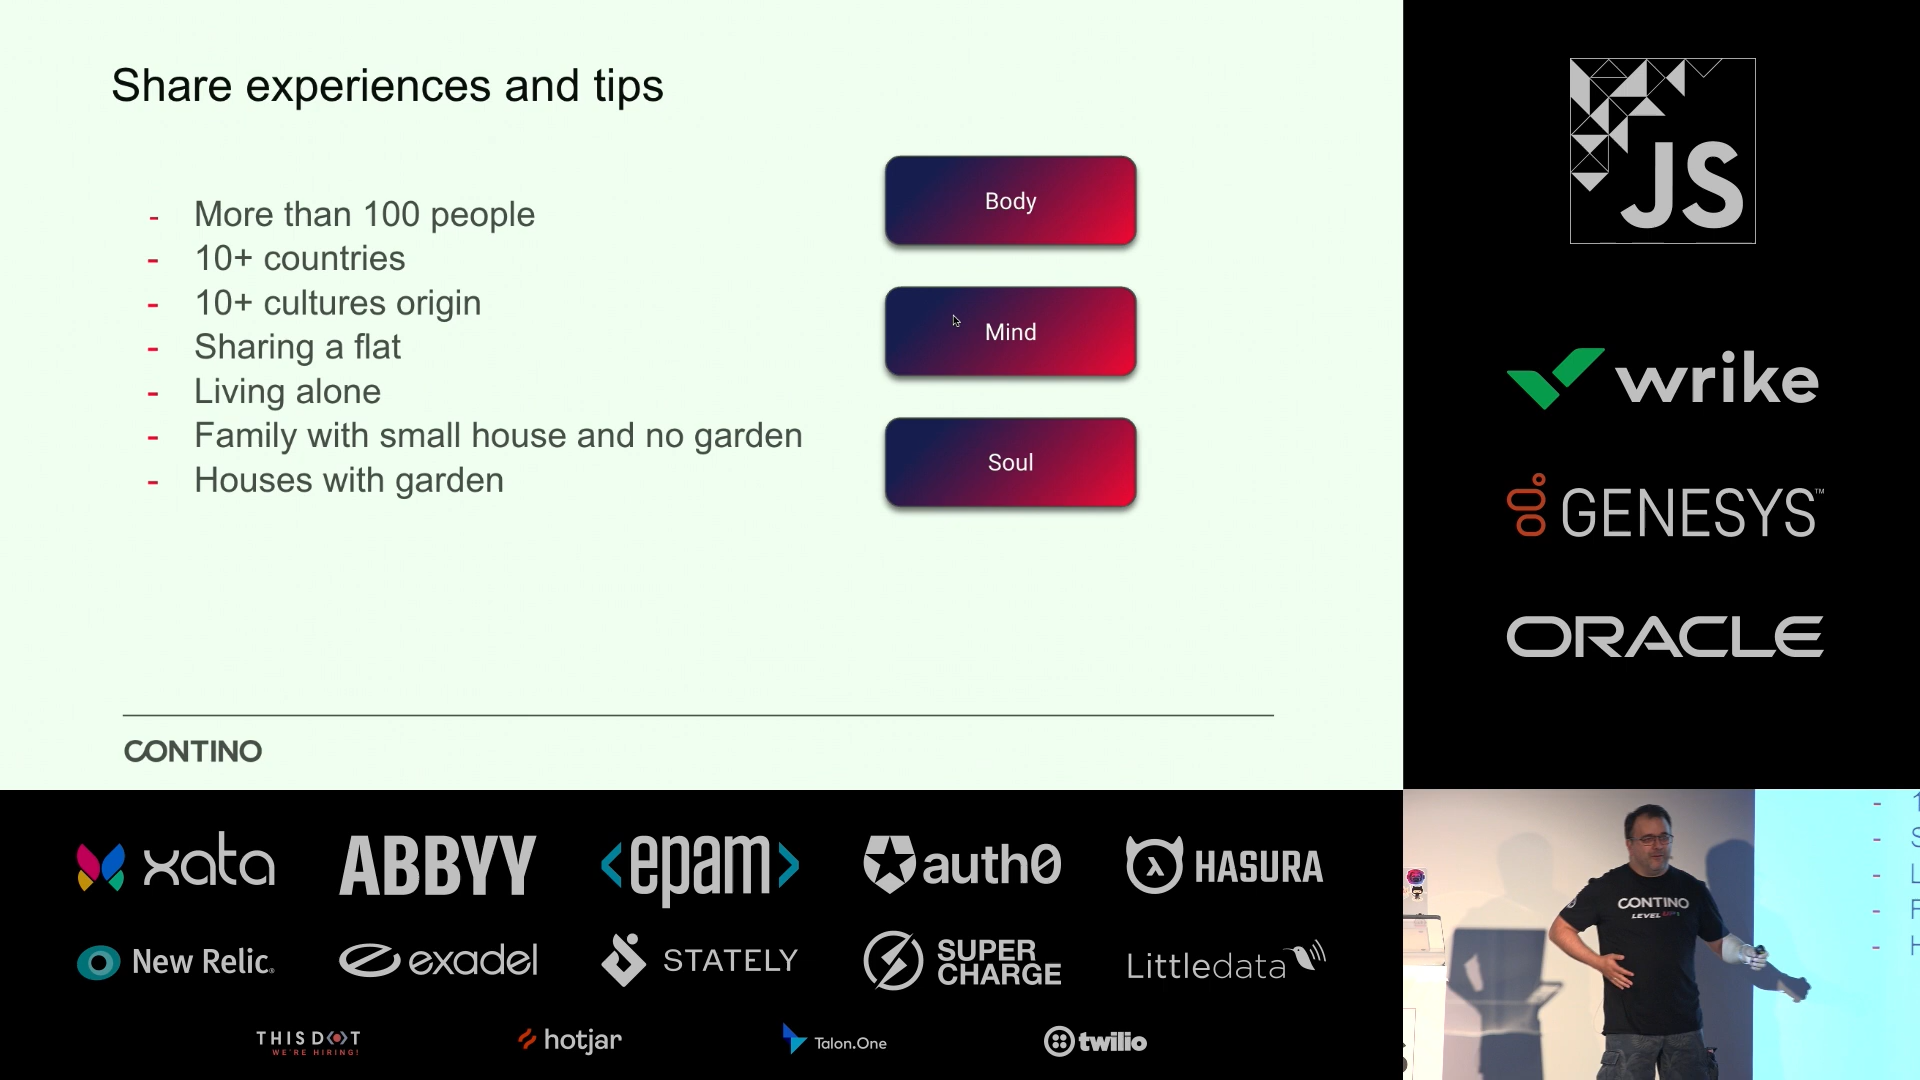 Share experiences and tips
- More than 100 people
- 10+ countries
- 10+ cultures origin
- Sharing a flat
- Living alone
- Family with small house and no garden
- Houses with garden
Body
Mind
Soul
CONTINO
JS
wrike
GENESYS™
ORACLE
xata
ABBYY
<epam>
auth0
HASURA
New Relic®
exadel
STATELY
SUPER
CHARGE
Littledata
THIS DOT
WE'RE HIRING!
hotjar
Talon.One
twilio
CONTINO
LEVEL